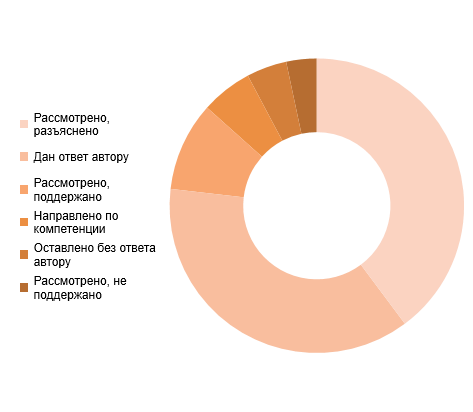 Рассмотрено,
разъяснено
Дан ответ автору
Рассмотрено,
поддержано
Направлено по
компетенции
Оставлено без ответа
автору
Рассмотрено, не
поддержано